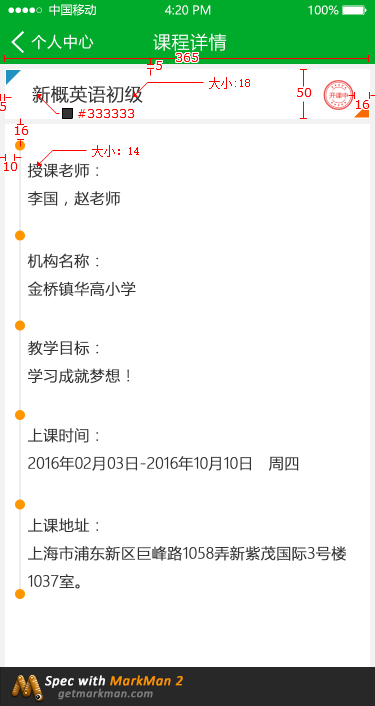 中国移动 4:20 PM 100%
个人中心 课程详情
365
5
大小:18
新概英语初级
50
开课中
16
5
#333333
16
大小：14
10
授课老师：
李国，赵老师
机构名称：
金桥镇华高小学
教学目标：
学习成就梦想！
上课时间：
2016年02月03日-2016年10月10日 周四
上课地址：
上海市浦东新区巨峰路1058弄新紫茂国际3号楼
1037室。
Spec with MarkMan 2
getmarkman.com